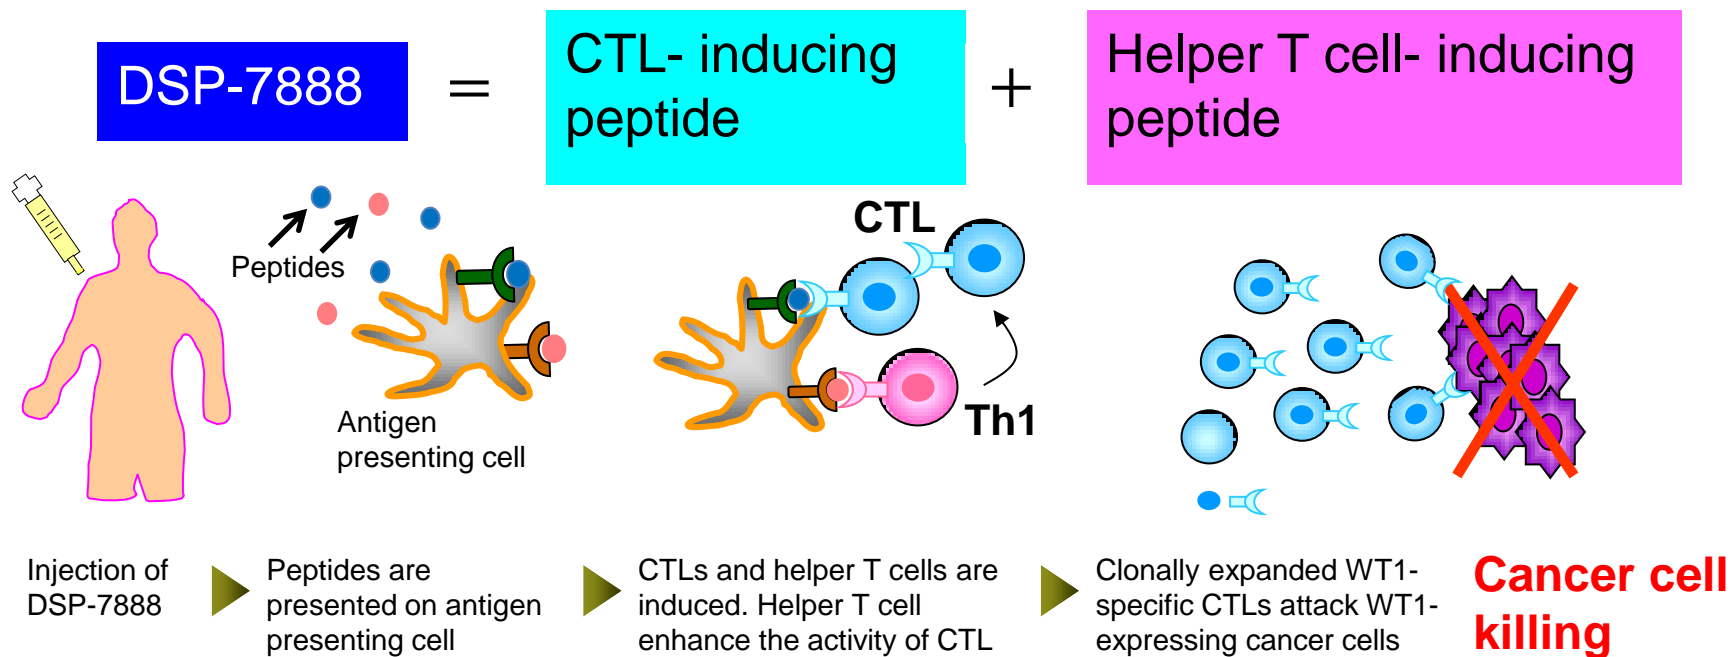 DSP-7888
=
CTL- inducing
peptide
+
Helper T cell- inducing
peptide
Peptides
Antigen
presenting cell
CTL
Th1
Injection of
DSP-7888
Peptides are
presented on antigen
presenting cell
CTLs and helper T cells are
induced. Helper T cell
enhance the activity of CTL
Clonally expanded WT1-
specific CTLs attack WT1-
expressing cancer cells
Cancer cell
killing